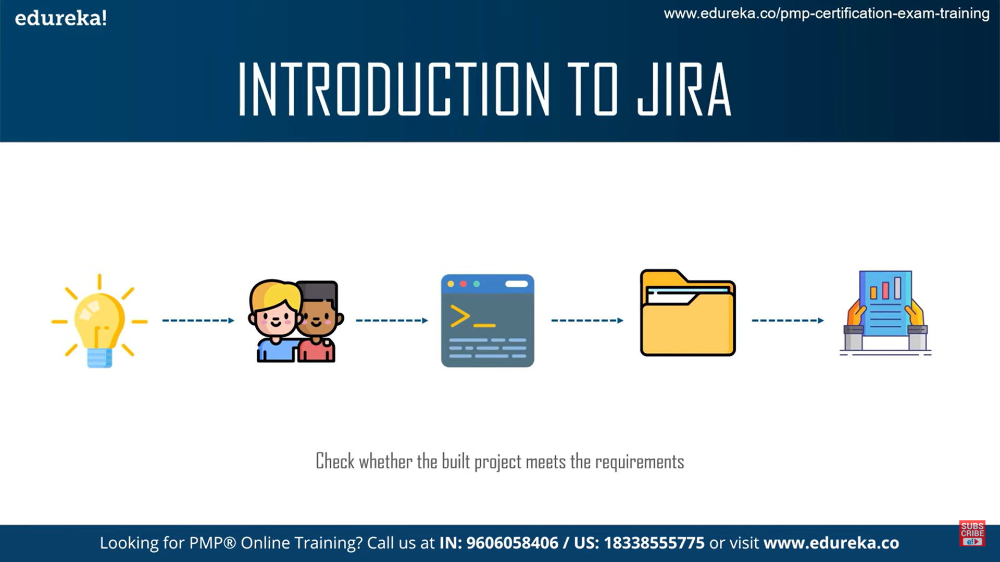 edureka!
www.edureka.co/pmp-certification-exam-training
INTRODUCTION TO JIRA
Check whether the built project meets the requirements
Looking for PMP® Online Training? Call us at IN: 9606058406 / US: 18338555775 or visit www.edureka.co
SUBS
CRIBE
e!